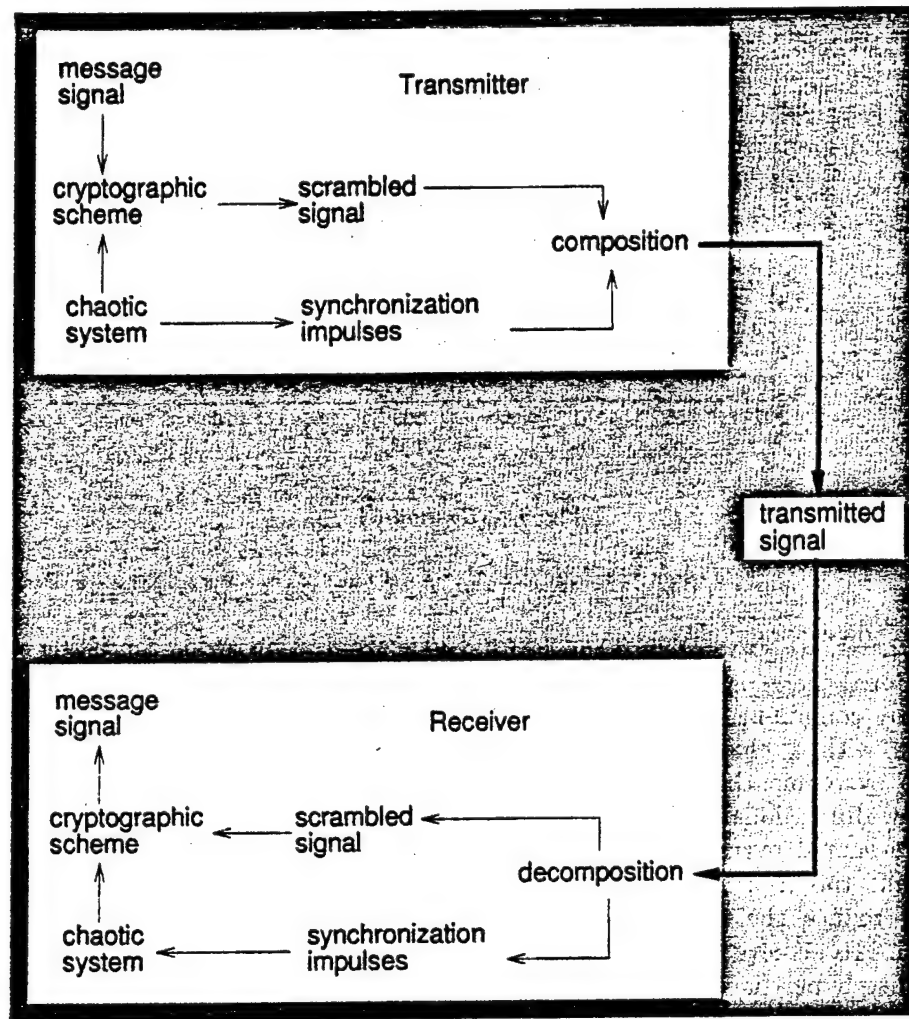 message
signal
Transmitter
cryptographic
scheme
scrambled
signal
composition
chaotic
system
synchronization
impulses
transmitted
signal
message
signal
Receiver
cryptographic
scheme
scrambled
signal
decomposition
chaotic
system
synchronization
impulses